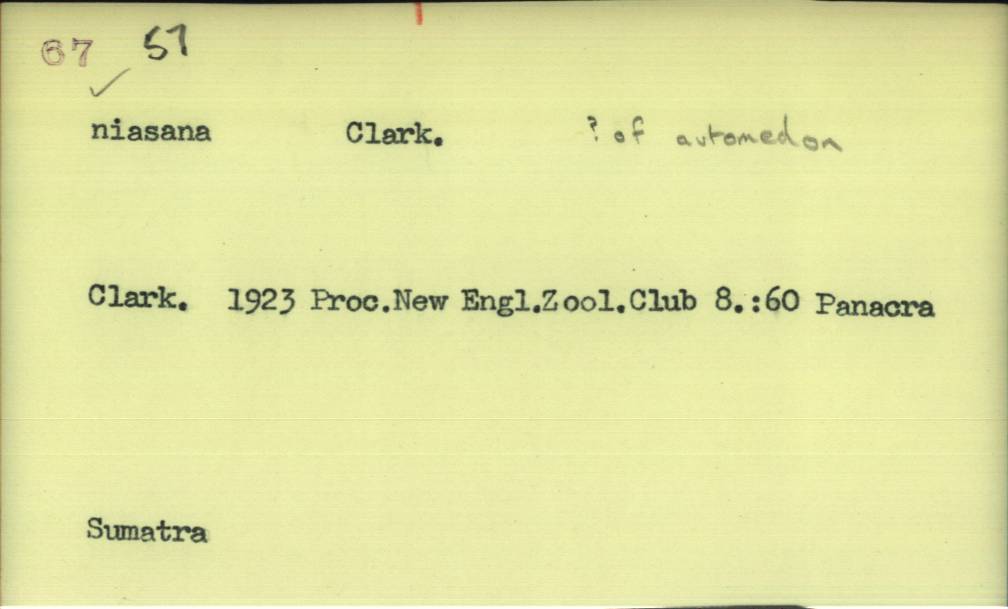 67 57
niasana Clark. ? of automedon
Clark. 1923 Proc.New Engl.Zool.Club 8.:60 Panacra
Sumatra